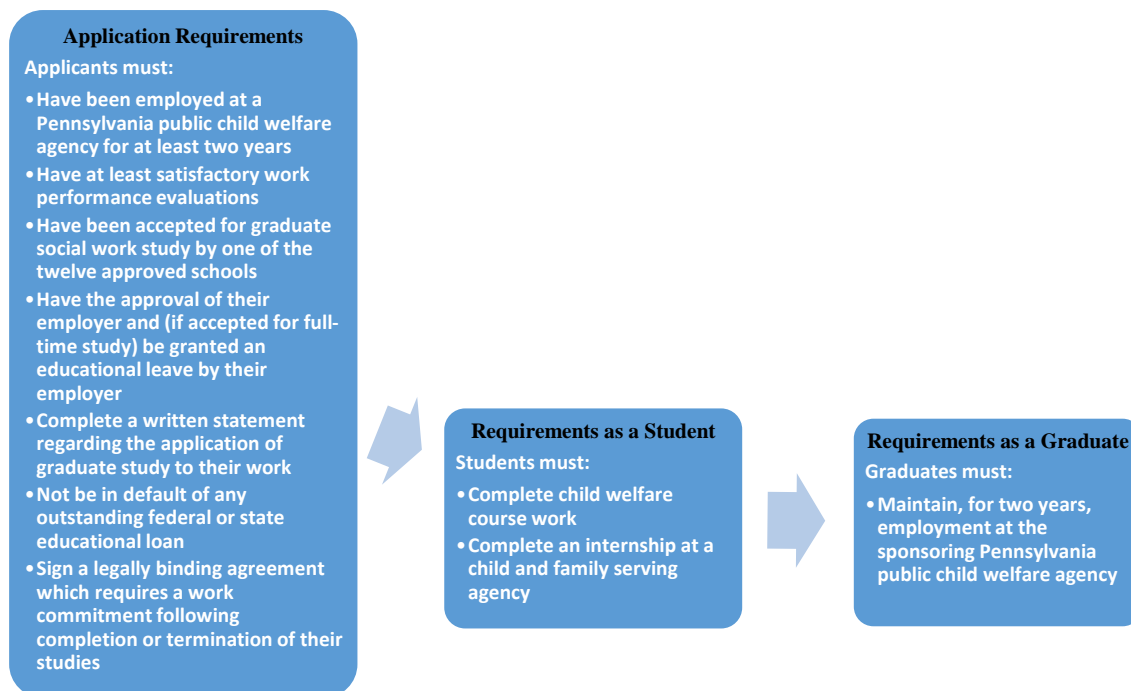 Application Requirements
Applicants must:
•Have been employed at a
Pennsylvania public child welfare
agency for at least two years
•Have at least satisfactory work
performance evaluations
•Have been accepted for graduate
social work study by one of the
twelve approved schools
•Have the approval of their
employer and (if accepted for full-
time study) be granted an
educational leave by their
employer
•Complete a written statement
regarding the application of
graduate study to their work
•Not be in default of any
outstanding federal or state
educational loan
•Sign a legally binding agreement
which requires a work
commitment following
completion or termination of their
studies
Requirements as a Student
Students must:
•Complete child welfare
course work
•Complete an internship at a
child and family serving
agency
Requirements as a Graduate
Graduates must:
•Maintain, for two years,
employment at the
sponsoring Pennsylvania
public child welfare agency